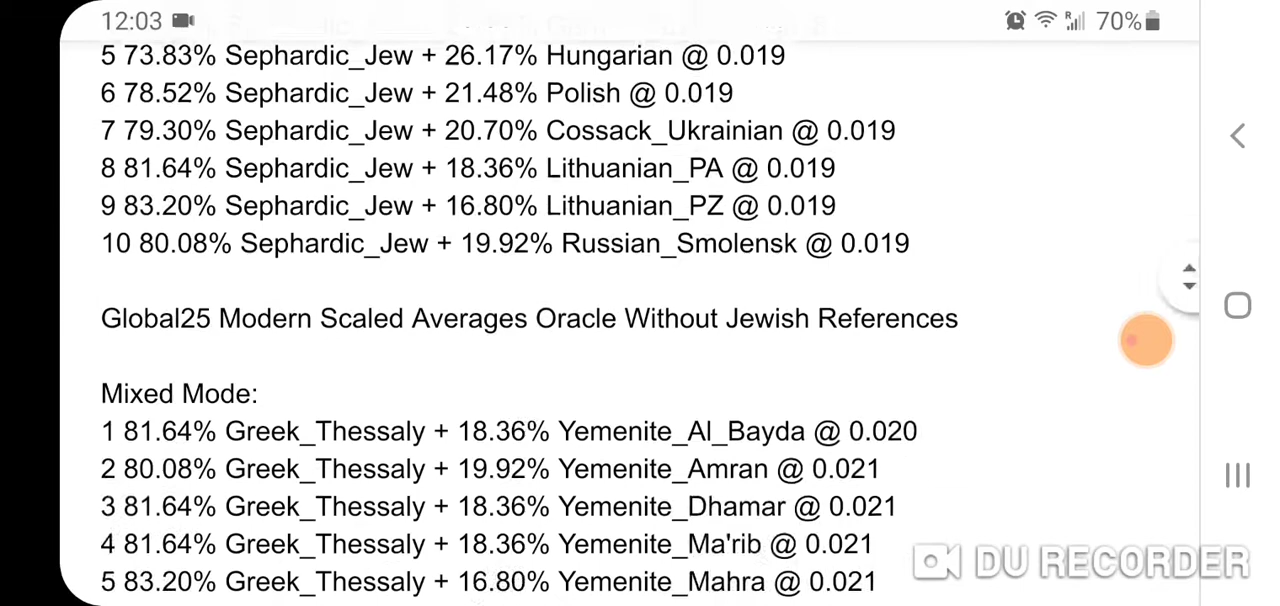 12:03 70%
5 73.83% Sephardic_Jew + 26.17% Hungarian @ 0.019
6 78.52% Sephardic_Jew + 21.48% Polish @ 0.019
7 79.30% Sephardic_Jew + 20.70% Cossack_Ukrainian @ 0.019
8 81.64% Sephardic_Jew + 18.36% Lithuanian_PA @ 0.019
9 83.20% Sephardic_Jew + 16.80% Lithuanian_PZ @ 0.019
10 80.08% Sephardic_Jew + 19.92% Russian_Smolensk @ 0.019
Global25 Modern Scaled Averages Oracle Without Jewish References
Mixed Mode:
1 81.64% Greek_Thessaly + 18.36% Yemenite_Al_Bayda @ 0.020
2 80.08% Greek_Thessaly + 19.92% Yemenite_Amran @ 0.021
3 81.64% Greek_Thessaly + 18.36% Yemenite_Dhamar @ 0.021
4 81.64% Greek_Thessaly + 18.36% Yemenite_Ma'rib @ 0.021
5 83.20% Greek_Thessaly + 16.80% Yemenite_Mahra @ 0.021
DU RECORDER